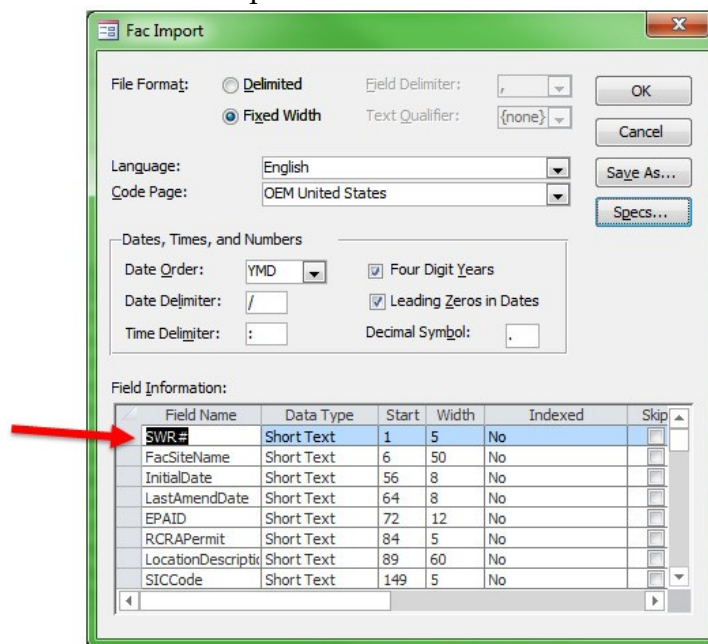 Fac Import
File Format: Delimited Field Delimiter: , OK
Fixed Width Text Qualifier: {none}
Cancel
Language: English Save As...
Code Page: OEM United States
Specs...
Dates, Times, and Numbers
Date Order: YMD Four Digit Years
Date Delimiter: / Leading Zeros in Dates
Time Delimiter: : Decimal Symbol: .
Field Information:
Field Name Data Type Start Width Indexed Skip
SWR# Short Text 1 5 No
FacSiteName Short Text 6 50 No
InitialDate Short Text 56 8 No
LastAmendDate Short Text 64 8 No
EPAID Short Text 72 12 No
RCRAPermit Short Text 84 5 No
LocationDescriptic Short Text 89 60 No
SICCode Short Text 149 5 No